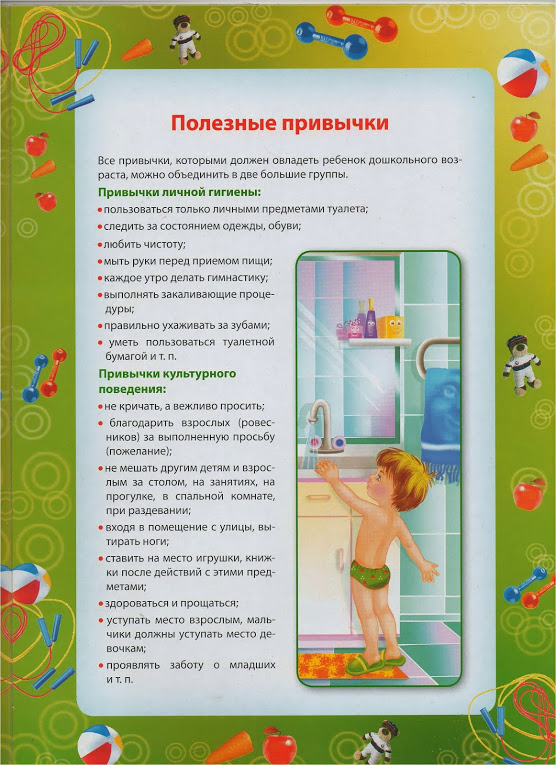 Полезные привычки
Все привычки, которыми должен овладеть ребенок дошкольного воз-
раста, можно объединить в две большие группы.
Привычки личной гигиены:
• пользоваться только личными предметами туалета;
• следить за состоянием одежды, обуви;
• любить чистоту;
• мыть руки перед приемом пищи;
• каждое утро делать гимнастику;
• выполнять закаливающие проце-
дуры;
• правильно ухаживать за зубами;
• уметь пользоваться туалетной
бумагой и т. п.
Привычки культурного
поведения:
• не кричать, а вежливо просить;
• благодарить взрослых (ровес-
ников) за выполненную просьбу
(пожелание);
• не мешать другим детям и взрос-
лым за столом, на занятиях, на
прогулке, в спальной комнате,
при раздевании;
• входя в помещение с улицы, вы-
тирать ноги;
• ставить на место игрушки, книж-
ки после действий с этими пред-
метами;
• здороваться и прощаться;
• уступать место взрослым, маль-
чики должны уступать место де-
вочкам;
• проявлять заботу о младших
и т. п.